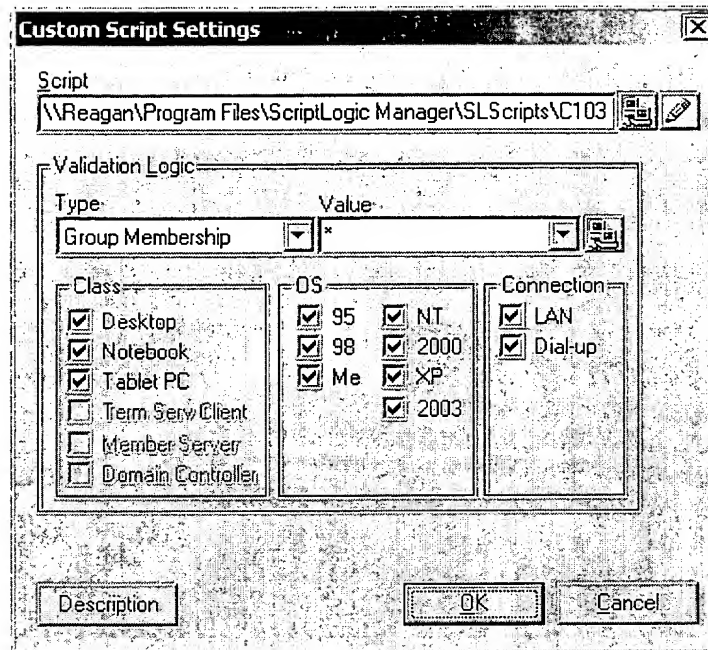 Custom Script Settings
Script
\\Reagan\Program Files\ScriptLogic Manager\SLScripts\C103
Validation Logic
Type
Value
Group Membership
*
Class
Desktop
Notebook
Tablet PC
Term Serv Client
Member Server
Domain Controller
OS
95
NT
98
2000
Me
XP
2003
Connection
LAN
Dial-up
Description
OK
Cancel